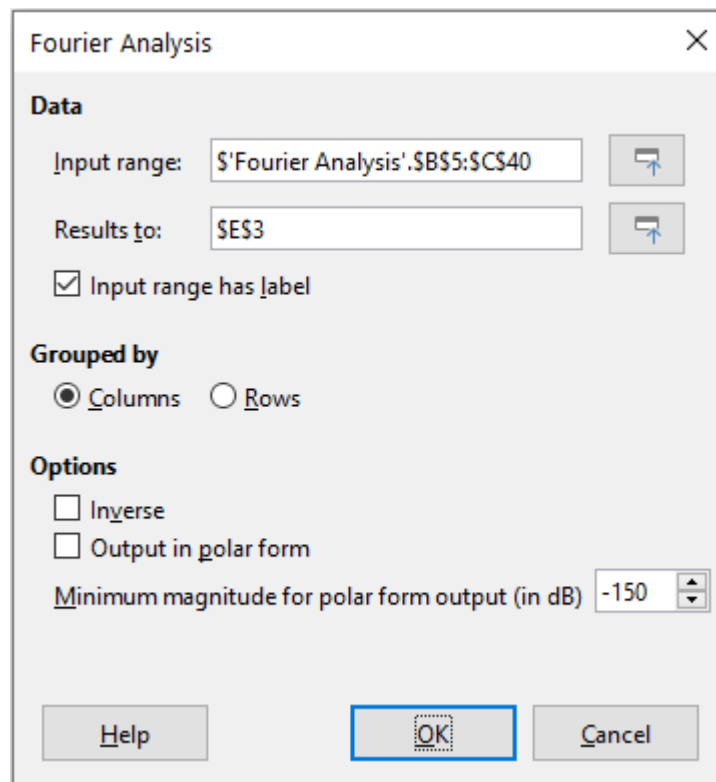 Fourier Analysis
Data
Input range: $'Fourier Analysis'.$B$5:$C$40
Results to: $E$3
Input range has label
Grouped by
Columns Rows
Options
Inverse
Output in polar form
Minimum magnitude for polar form output (in dB) -150
Help OK Cancel